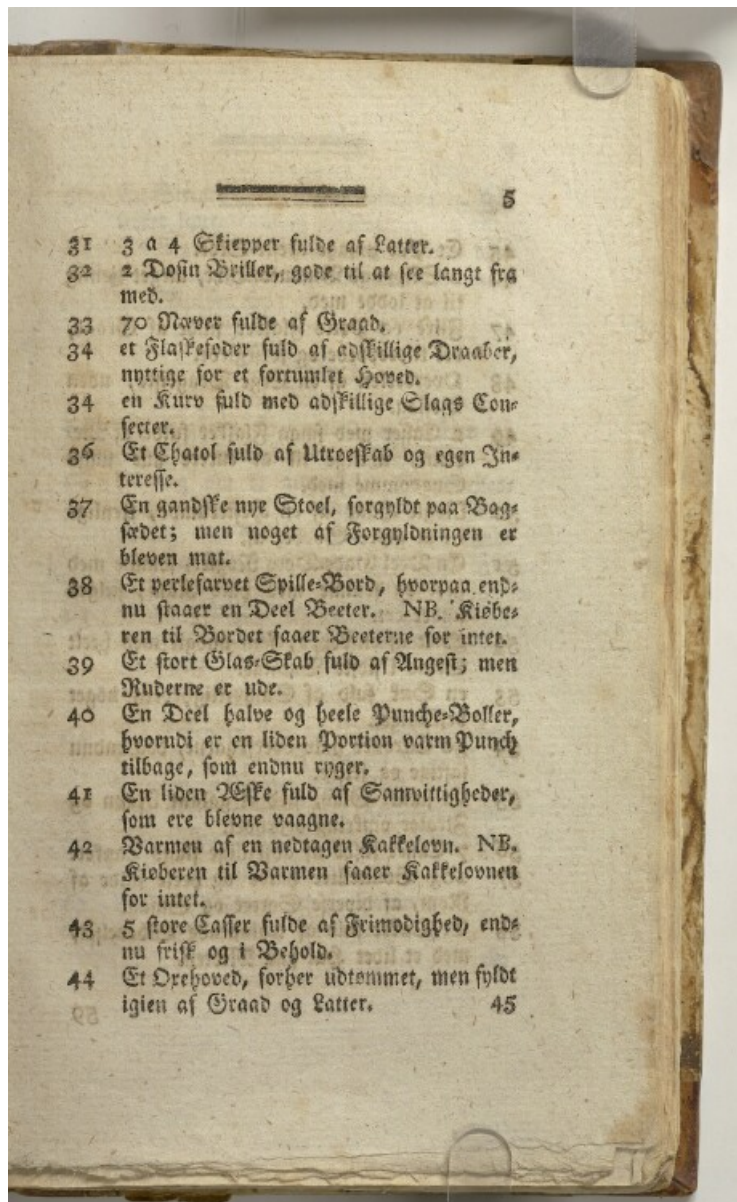 5
31 3 a 4 Skiepper fulde af Latter.
32 2 Dosin Briller, gode til at see langt fra
med.
33 70 Næver fulde af Graad.
34 et Flaskefoder fuld af adskillige Draaber,
nyttige for et fortumlet Hoved.
34 en Kurv fuld med adskillige Slags Con-
fecter.
36 Et Chatol fuld af Utroeskab og egen In-
teresse.
37 En gandske nye Stoel, forgyldt paa Bag-
sædet; men noget af Forgyldningen er
bleven mat.
38 Et perlefarvet Spille-Bord, hvorpaa end-
nu staaer en Deel Beeter. NB. Kiøbe-
ren til Bordet faaer Beeterne for intet.
39 Et stort Glas-Skab fuld af Angest; men
Ruderne er ude.
40 En Deel halve og heele Punche-Boller,
hvorudi er en liden Portion varm Punch
tilbage, som endnu ryger.
41 En liden Æske fuld af Samvittigheder,
som ere blevne vaagne.
42 Varmen af en nedtagen Kakkelovn. NB.
Kiøberen til Varmen faaer Kakkelovnen
for intet.
43 5 store Casser fulde af Frimodighed, end-
nu frisk og i Behold.
44 Et Oxehoved, forher udtømmet, men fyldt
igien af Graad og Latter. 45